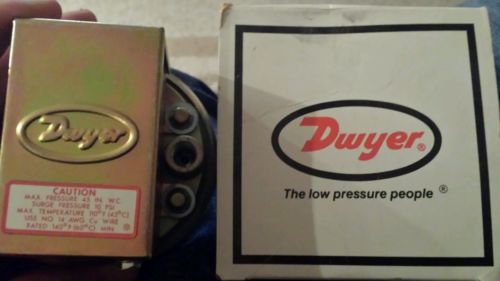 Dwyer
CAUTION
MAX. PRESSURE 45 IN. W.C.
SURGE PRESSURE 10 PSI
MAX. TEMPERATURE 110°F (43°C)
USE NO. 14 AWG Cu WIRE
RATED 140°F (60°C) MIN.
Dwyer®
The low pressure people ®